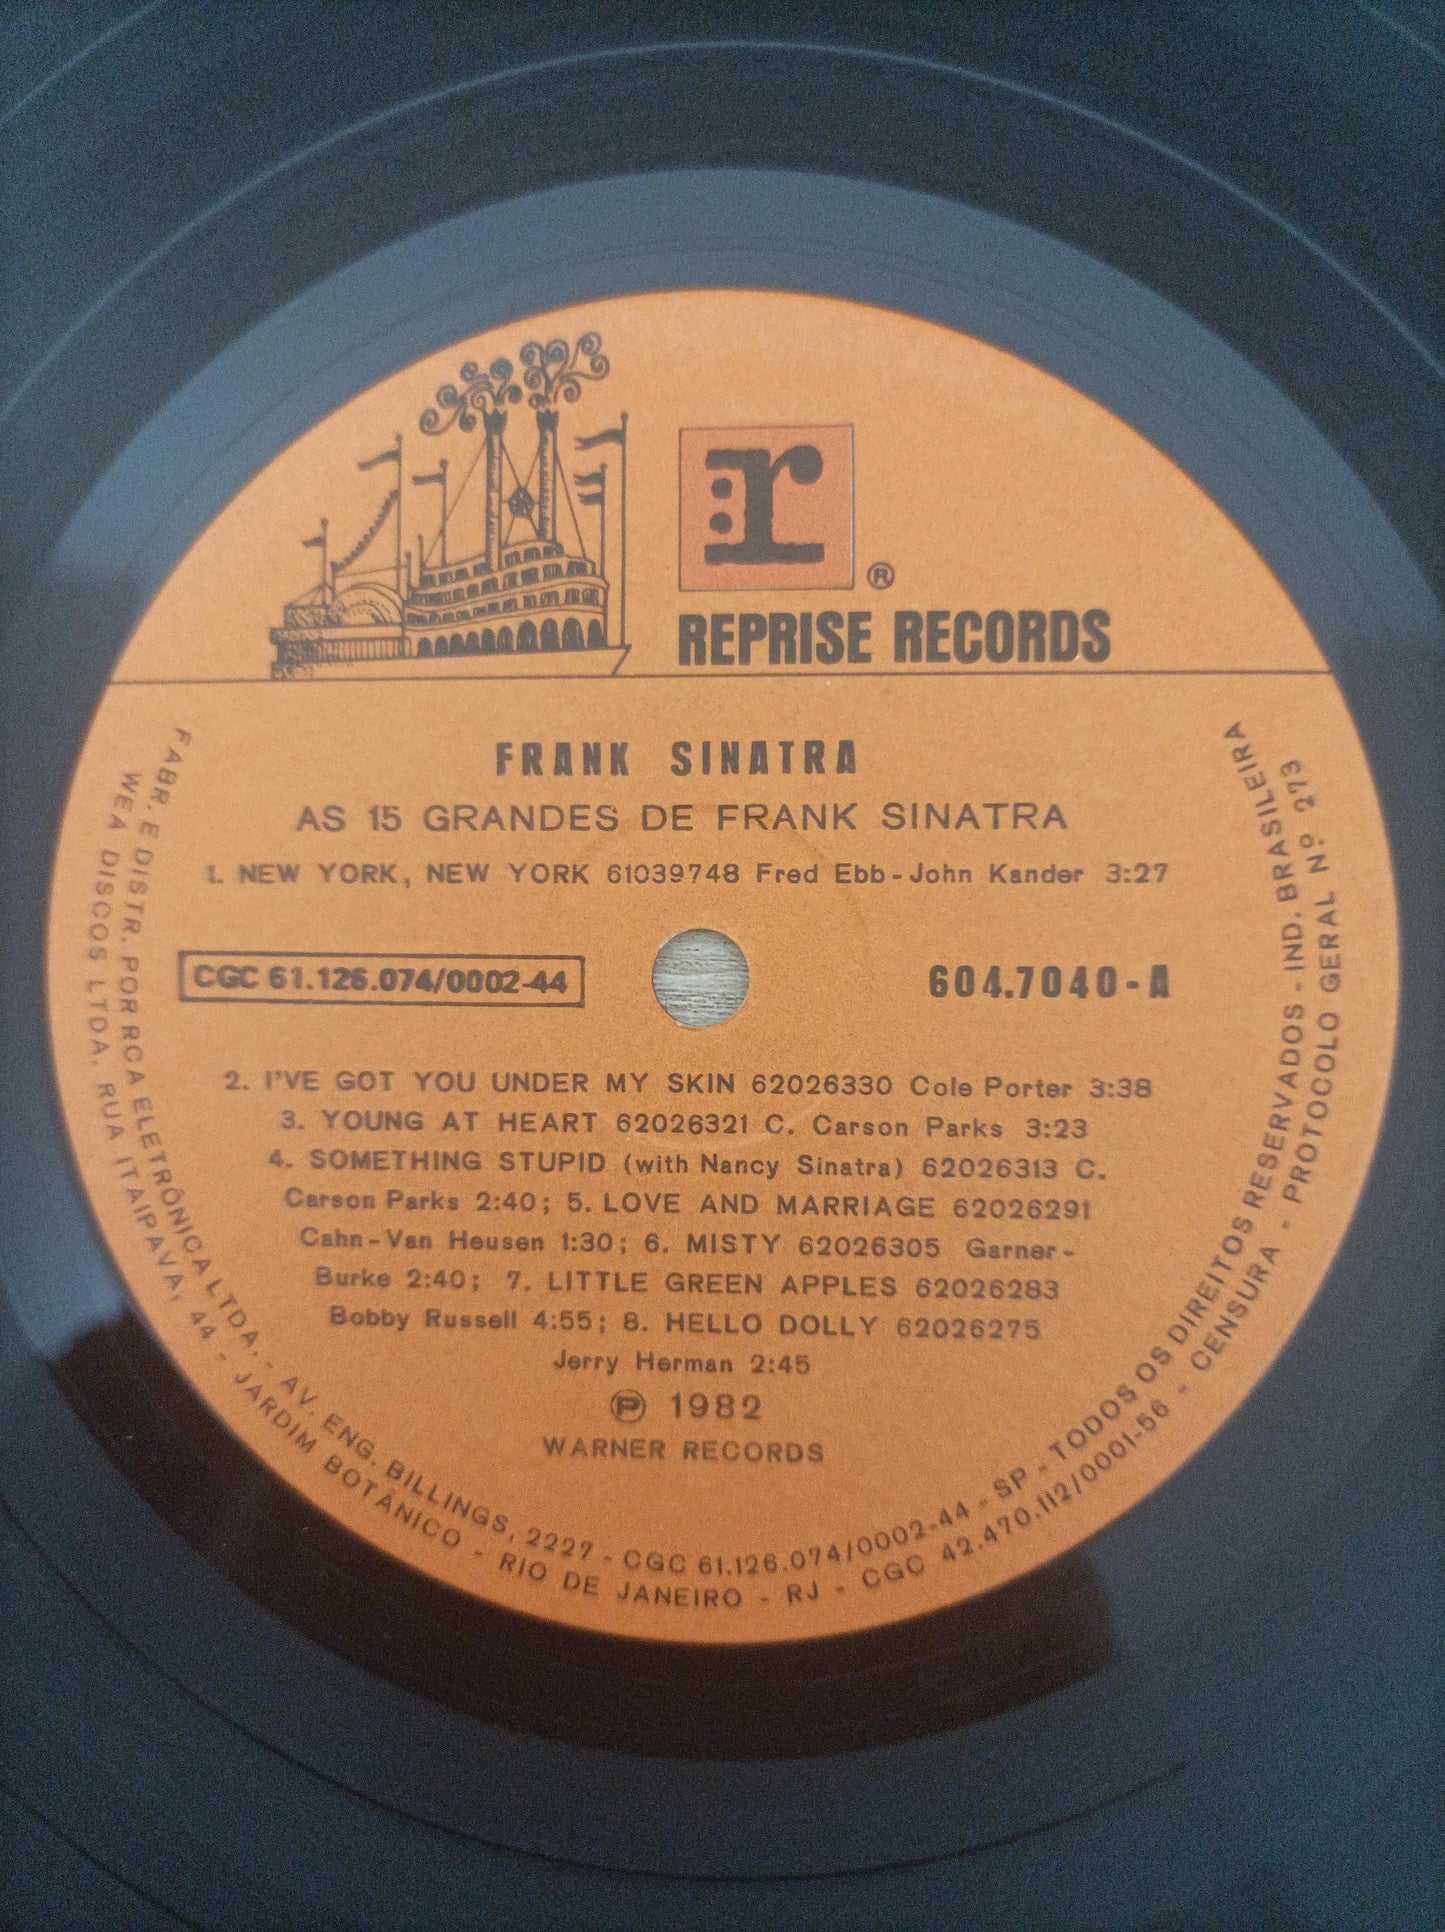 r
®
REPRISE RECORDS
FRANK SINATRA
AS 15 GRANDES DE FRANK SINATRA
1. NEW YORK, NEW YORK 61039748 Fred Ebb-John Kander 3:27
CGC 61.126.074/0002-44
604.7040-A
2. I'VE GOT YOU UNDER MY SKIN 62026330 Cole Porter 3:38
3. YOUNG AT HEART 62026321 C. Carson Parks 3:23
4. SOMETHING STUPID (with Nancy Sinatra) 62026313 C.
Carson Parks 2:40; 5. LOVE AND MARRIAGE 62026291
Cahn-Van Heusen 1:30; 6. MISTY 62026305 Garner-
Burke 2:40; 7. LITTLE GREEN APPLES 62026283
Bobby Russell 4:55; 8. HELLO DOLLY 62026275
Jerry Herman 2:45
Ⓟ 1982
WARNER RECORDS
FABR. E DISTR. POR RCA ELETRÔNICA LTDA. - AV. ENG. BILLINGS, 2227 - CGC 61.126.074/0002-44 - SP - TODOS OS DIREITOS RESERVADOS - IND. BRASILEIRA
WEA DISCOS LTDA. RUA ITAIPAVA, 44 - JARDIM BOTÂNICO - RIO DE JANEIRO - RJ - CGC 42.470.112/0001-56 - CENSURA - PROTOCOLO GERAL Nº 273